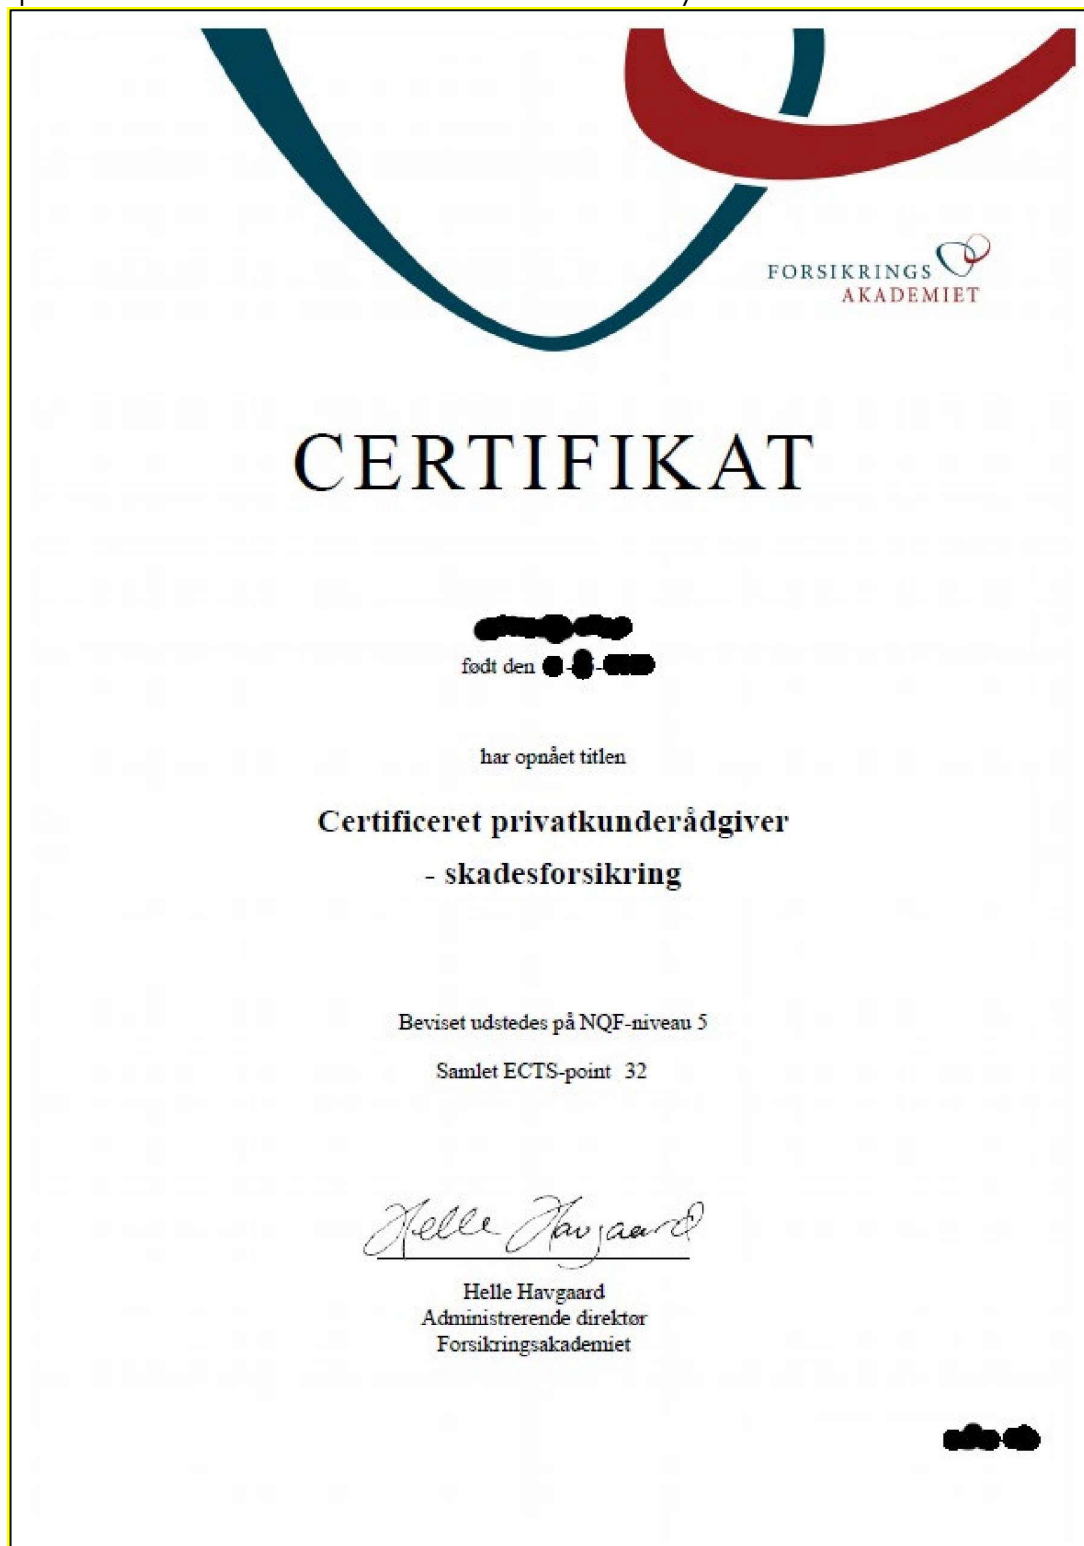 FORSIKRINGS
AKADEMIET
CERTIFIKAT
født den
har opnået titlen
Certificeret privatkunderådgiver
- skadesforsikring
Beviset udstedes på NQF-niveau 5
Samlet ECTS-point 32
Helle Havgaard
Helle Havgaard
Administrerende direktør
Forsikringsakademiet